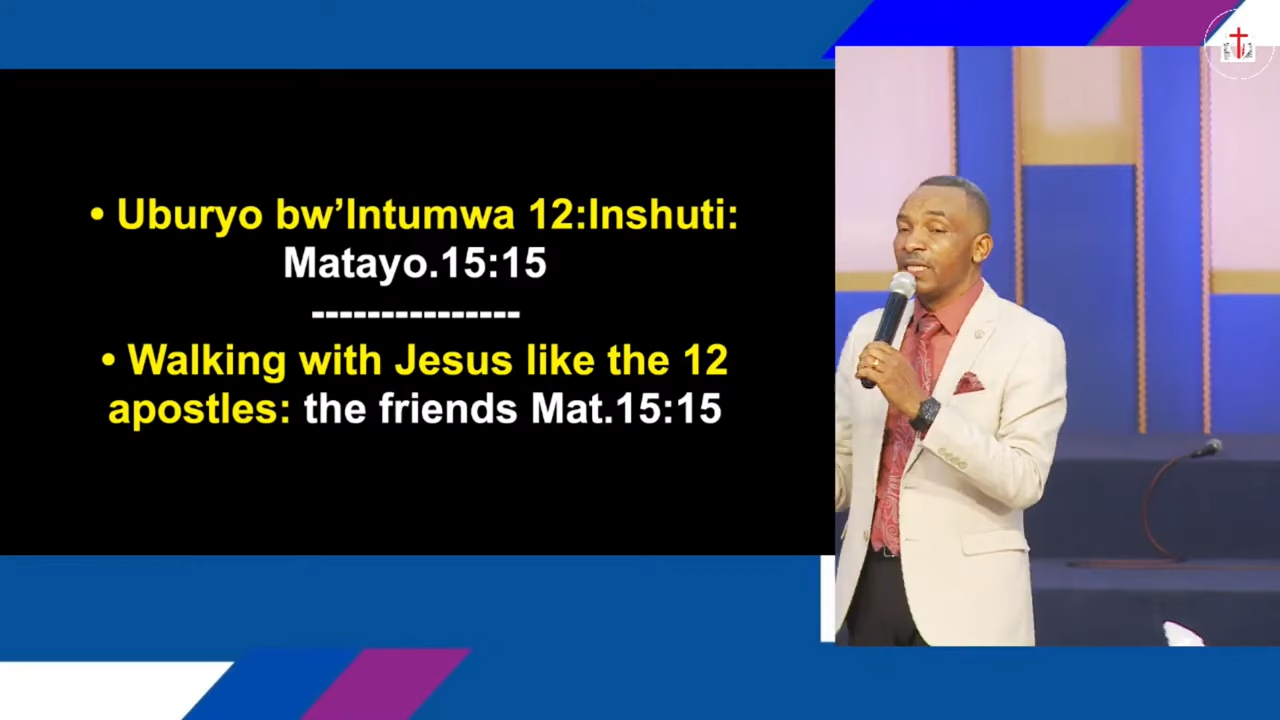 • Uburyo bw’Intumwa 12:Inshuti:
Matayo.15:15
---------------
• Walking with Jesus like the 12
apostles: the friends Mat.15:15